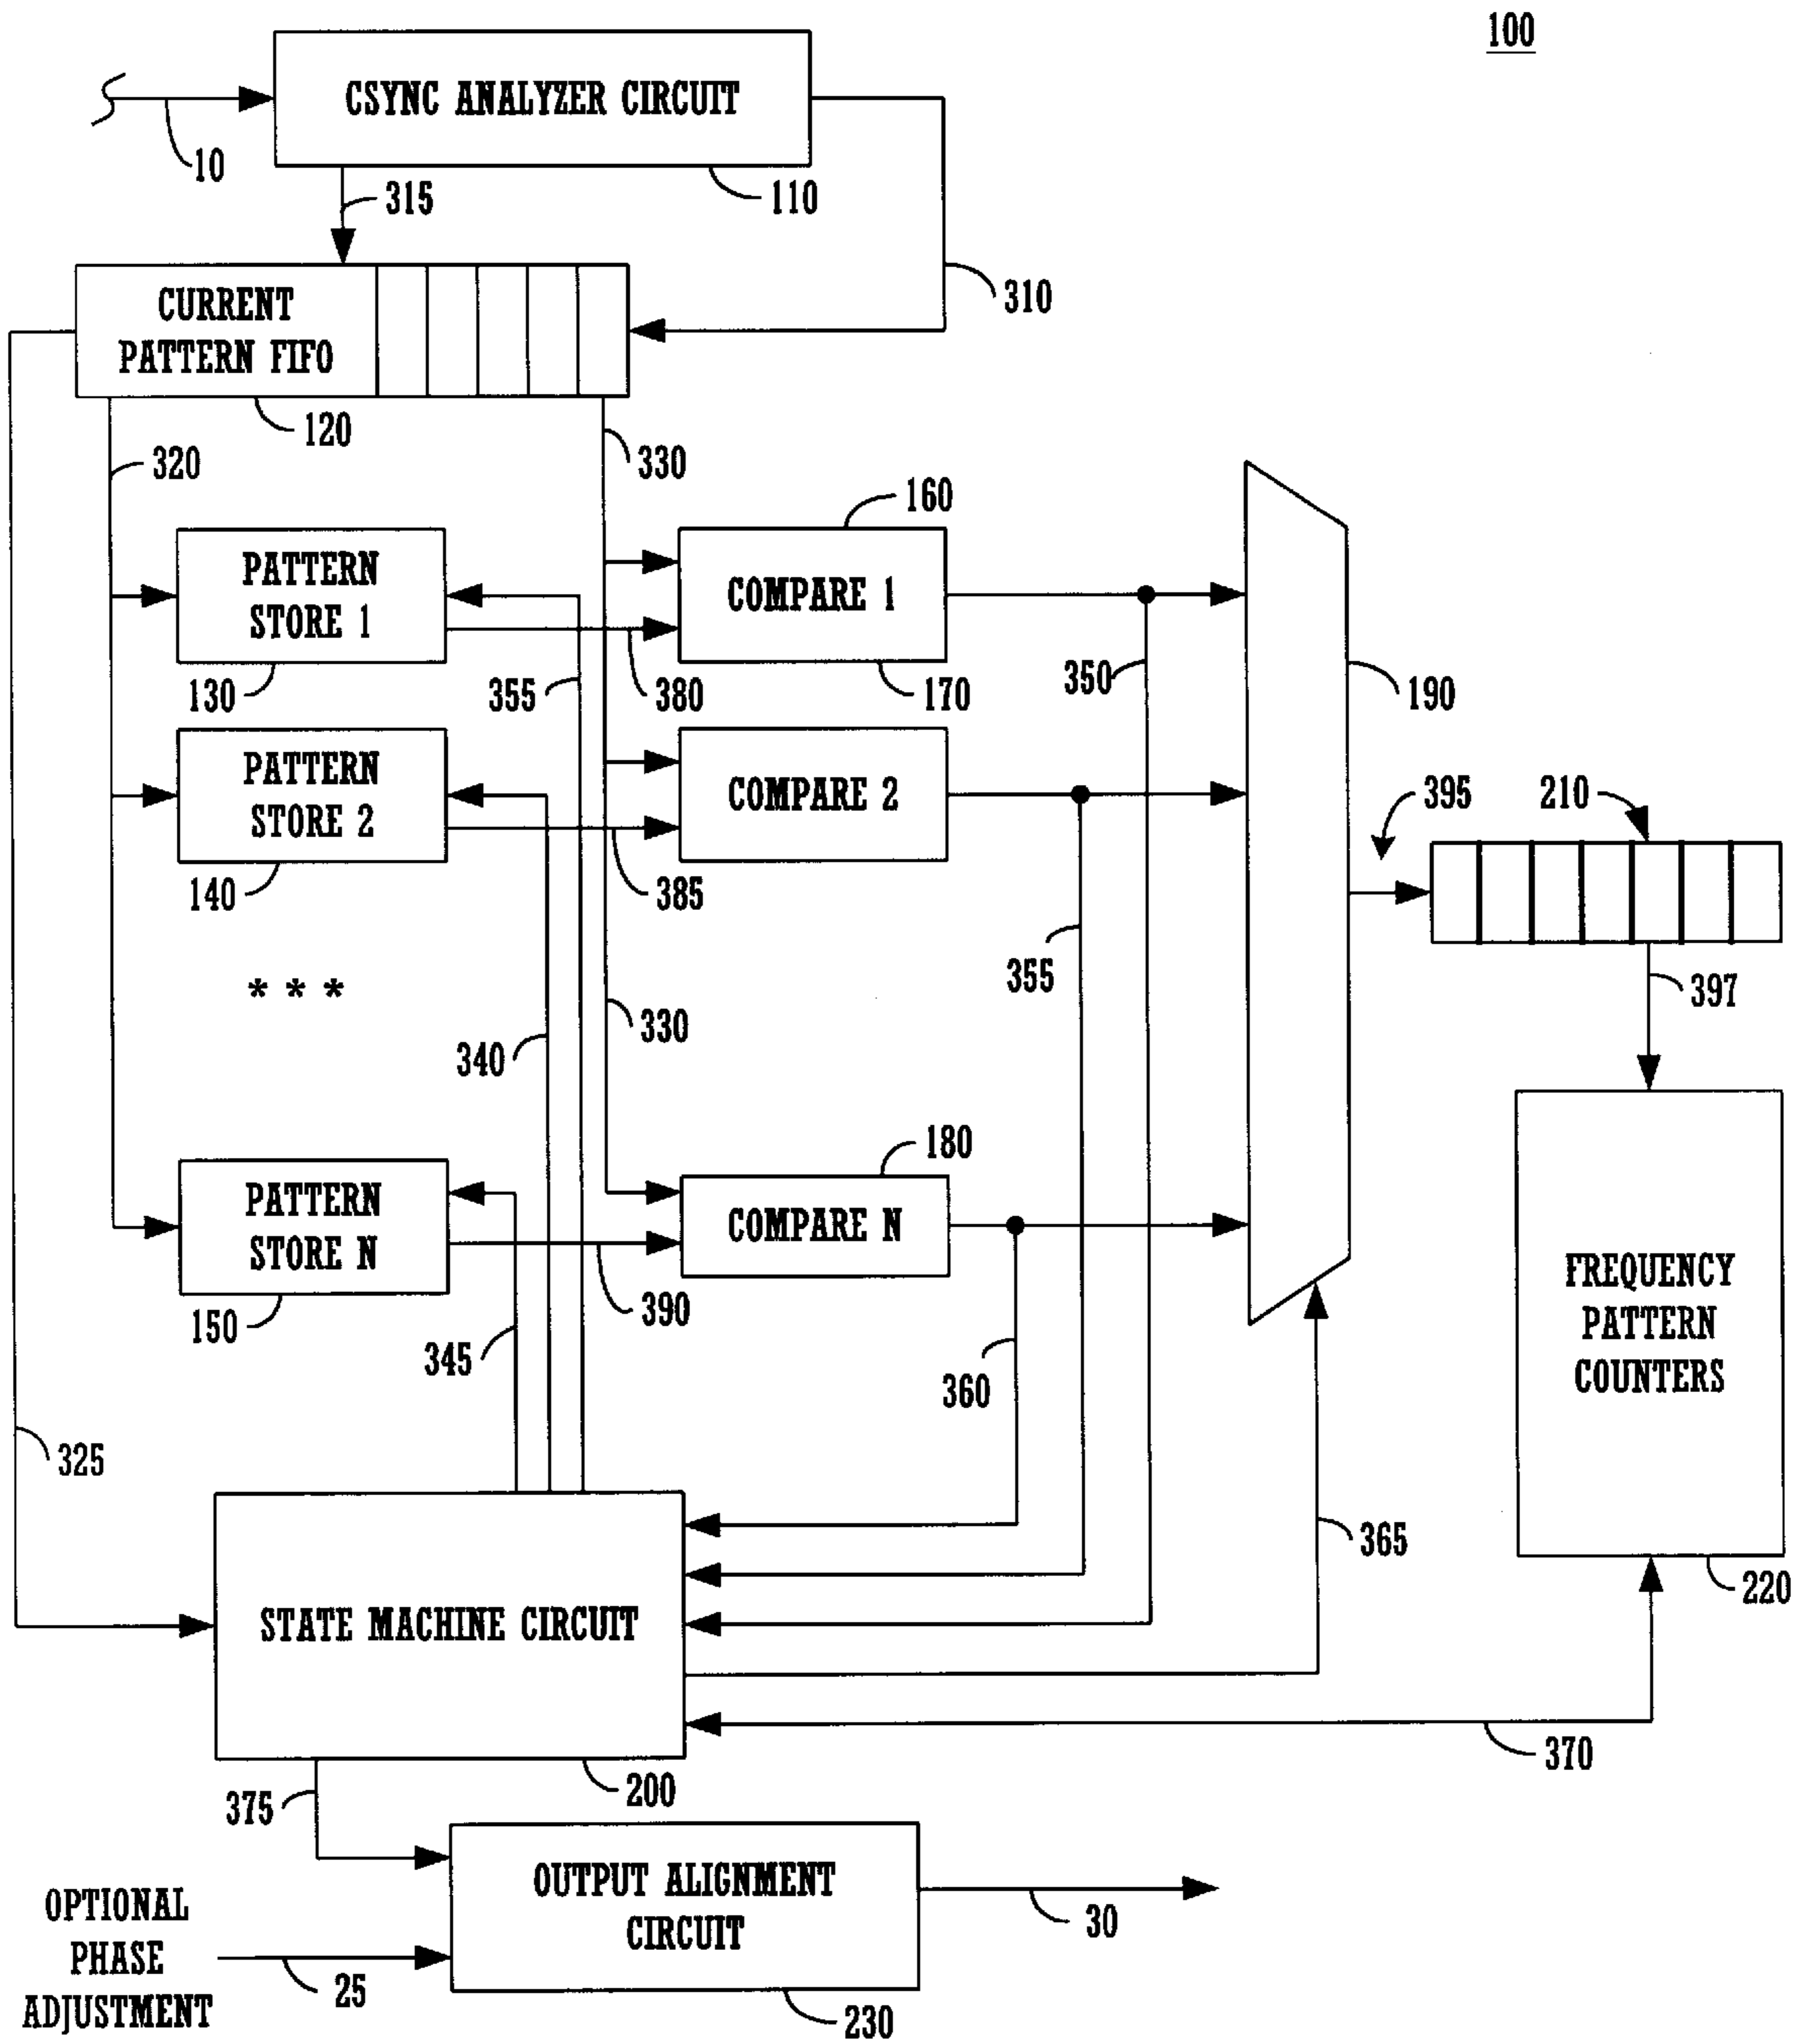 100
CSYNC ANALYZER CIRCUIT
10
315
110
310
CURRENT
PATTERN FIFO
120
320
330
160
PATTERN
STORE 1
COMPARE 1
130
355
380
170
350
190
PATTERN
STORE 2
COMPARE 2
395
210
140
385
355
397
* * *
340
330
180
PATTERN
STORE N
COMPARE N
150
390
345
360
FREQUENCY
PATTERN
COUNTERS
325
365
220
STATE MACHINE CIRCUIT
370
375
200
OUTPUT ALIGNMENT
CIRCUIT
30
OPTIONAL
PHASE
ADJUSTMENT
25
230